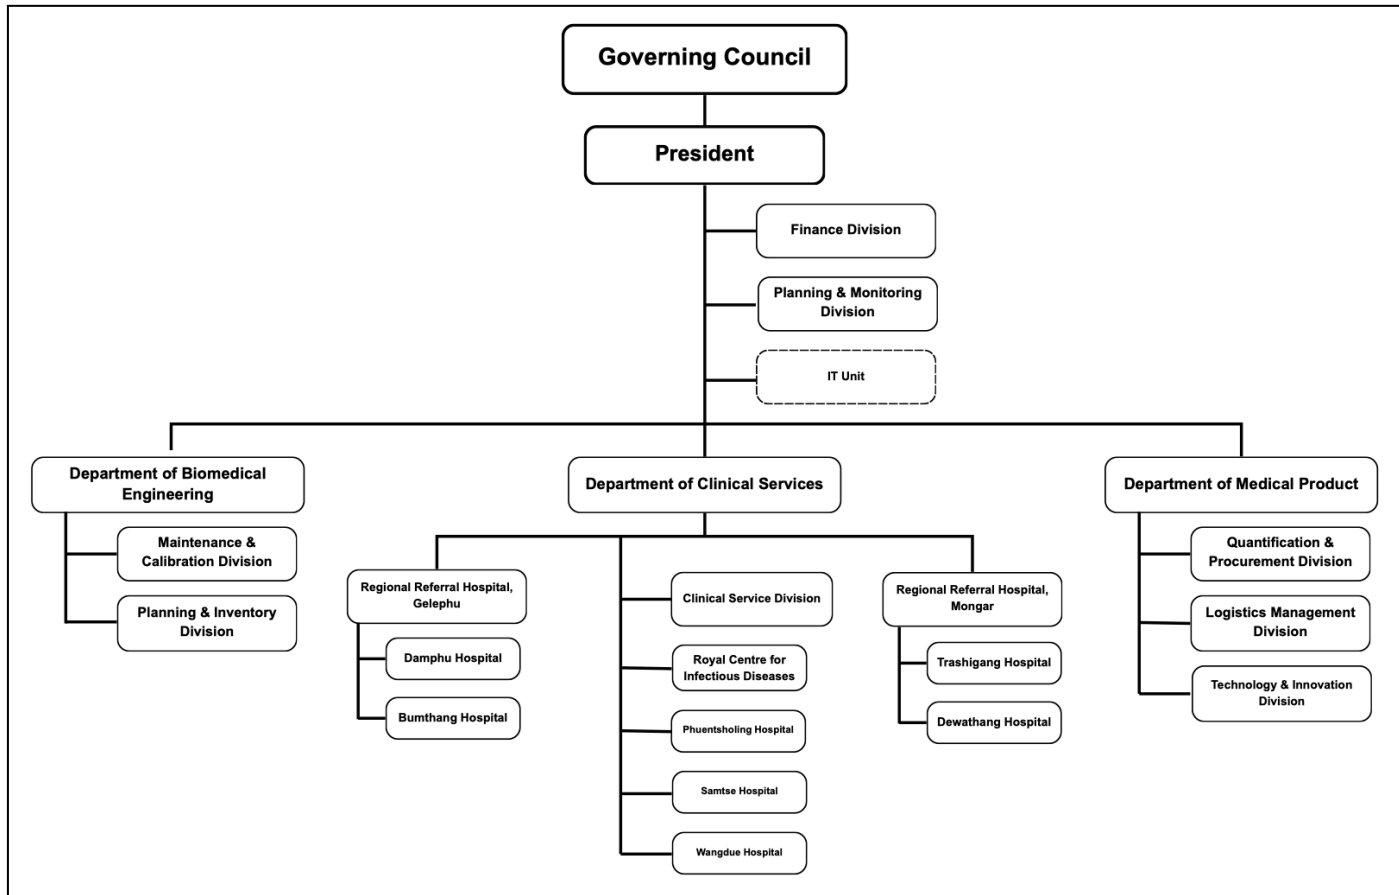 Governing Council
President
Finance Division
Planning & Monitoring
Division
IT Unit
Department of Biomedical
Engineering
Maintenance &
Calibration Division
Planning & Inventory
Division
Department of Clinical Services
Regional Referral Hospital,
Gelephu
Damphu Hospital
Bumthang Hospital
Clinical Service Division
Royal Centre for
Infectious Diseases
Phuentsholing Hospital
Samtse Hospital
Wangdue Hospital
Regional Referral Hospital,
Mongar
Trashigang Hospital
Dewathang Hospital
Department of Medical Product
Quantification &
Procurement Division
Logistics Management
Division
Technology & Innovation
Division